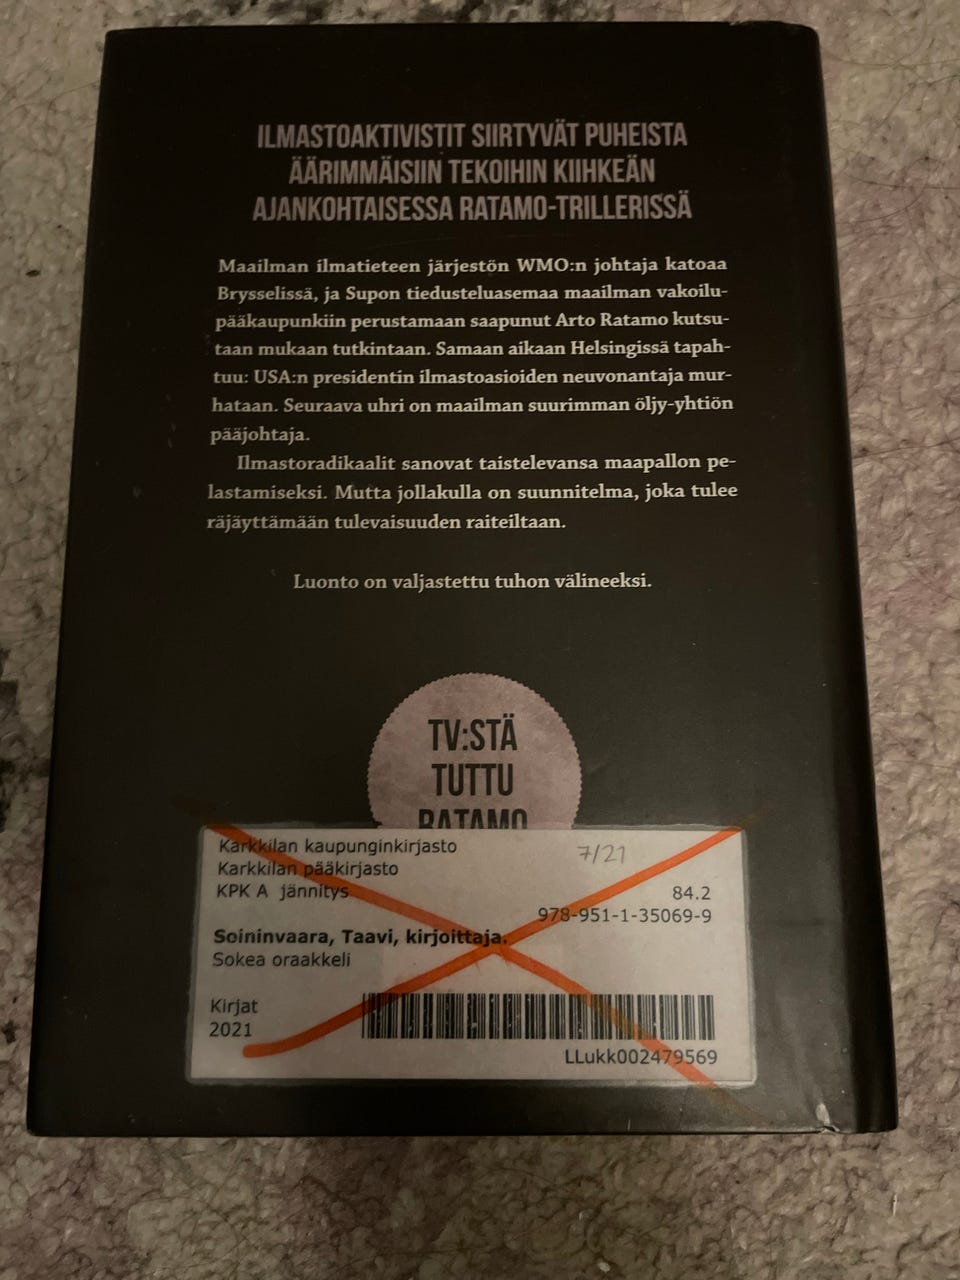 ILMASTOAKTIVISTIT SIIRTYVÄT PUHEISTA
ÄÄRIMMÄISIIN TEKOIHIN KIIHKEÄN
AJANKOHTAISESSA RATAMO-TRILLERISSÄ
Maailman ilmatieteen järjestön WMO:n johtaja katoaa
Brysselissä, ja Supon tiedusteluasemaa maailman vakoilu-
pääkaupunkiin perustamaan saapunut Arto Ratamo kutsu-
taan mukaan tutkintaan. Samaan aikaan Helsingissä tapah-
tuu: USA:n presidentin ilmastoasioiden neuvonantaja mur-
hataan. Seuraava uhri on maailman suurimman öljy-yhtiön
pääjohtaja.
Ilmastoradikaalit sanovat taistelevansa maapallon pe-
lastamiseksi. Mutta jollakulla on suunnitelma, joka tulee
räjäyttämään tulevaisuuden raiteiltaan.
Luonto on valjastettu tuhon välineeksi.
TV:STÄ
TUTTU
RATAMO
Karkkilan kaupunginkirjasto 7/21
Karkkilan pääkirjasto
KPK A jännitys 84.2
978-951-1-35069-9
Soininvaara, Taavi, kirjoittaja.
Sokea oraakkeli
Kirjat
2021
LLukk002479569